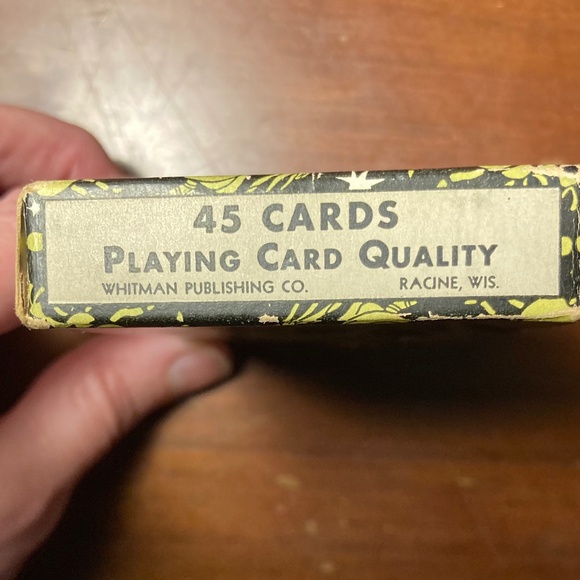 45 CARDS
PLAYING CARD QUALITY
WHITMAN PUBLISHING CO. RACINE, WIS.